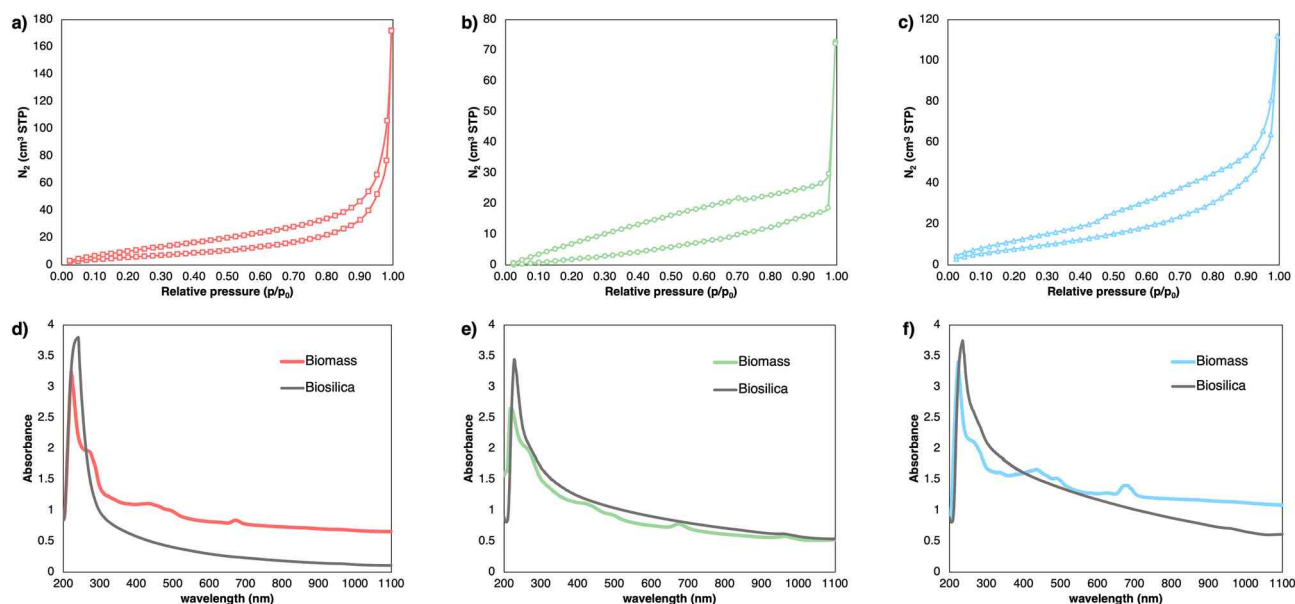 a)
180
160
140
120
100
80
60
40
20
0
N₂ (cm³ STP)
0.00 0.10 0.20 0.30 0.40 0.50 0.60 0.70 0.80 0.90 1.00
Relative pressure (p/p₀)
b)
80
70
60
50
40
30
20
10
0
N₂ (cm³ STP)
0.00 0.10 0.20 0.30 0.40 0.50 0.60 0.70 0.80 0.90 1.00
Relative pressure (p/p₀)
c)
120
100
80
60
40
20
0
N₂ (cm³ STP)
0.00 0.10 0.20 0.30 0.40 0.50 0.60 0.70 0.80 0.90 1.00
Relative pressure (p/p₀)
d)
4
3.5
3
2.5
2
1.5
1
0.5
0
Absorbance
Biomass
Biosilica
200 300 400 500 600 700 800 900 1000 1100
wavelength (nm)
e)
4
3.5
3
2.5
2
1.5
1
0.5
0
Absorbance
Biomass
Biosilica
200 300 400 500 600 700 800 900 1000 1100
wavelength (nm)
f)
4
3.5
3
2.5
2
1.5
1
0.5
0
Absorbance
Biomass
Biosilica
200 300 400 500 600 700 800 900 1000 1100
wavelength (nm)